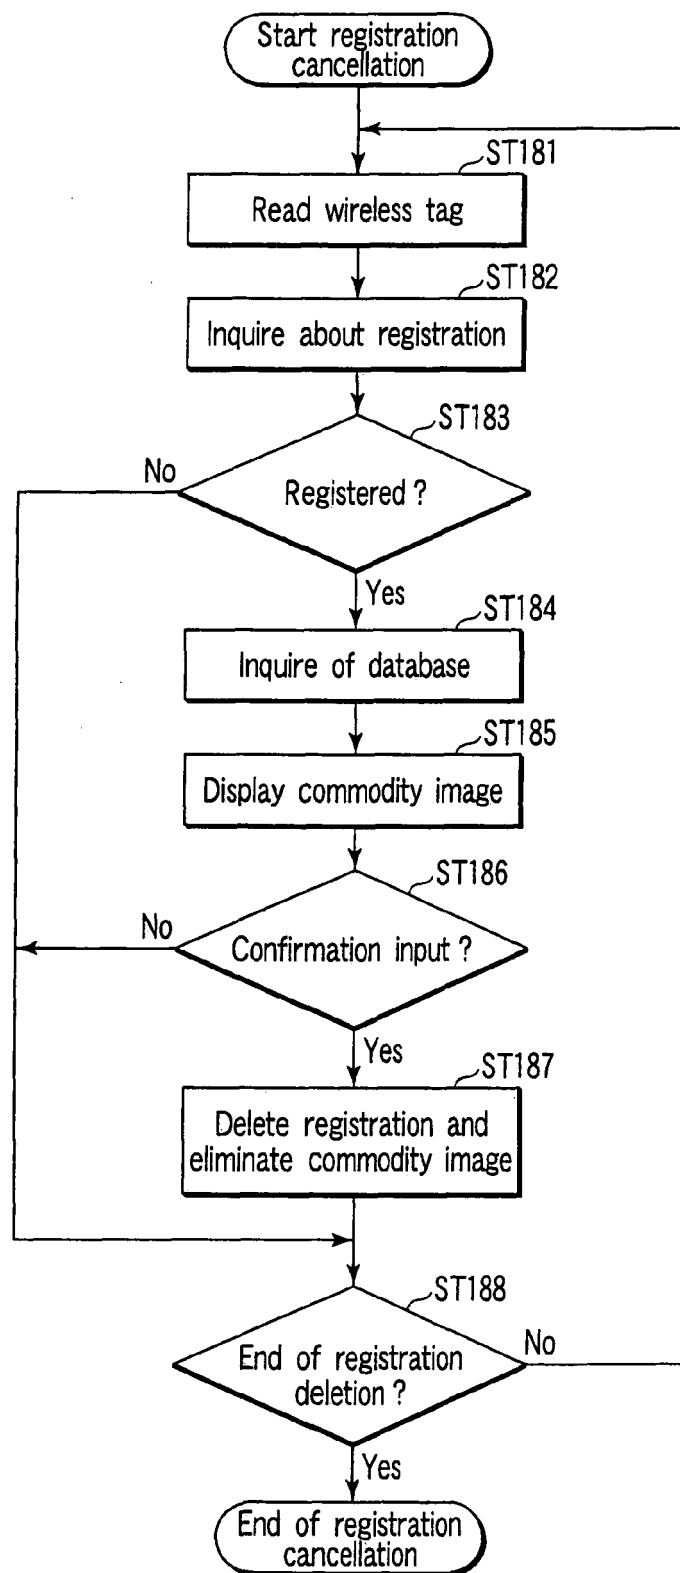 Start registration
cancellation
ST181
Read wireless tag
ST182
Inquire about registration
ST183
No
Registered ?
Yes
ST184
Inquire of database
ST185
Display commodity image
ST186
No
Confirmation input ?
Yes
ST187
Delete registration and
eliminate commodity image
ST188
End of registration
deletion ?
No
Yes
End of registration
cancellation